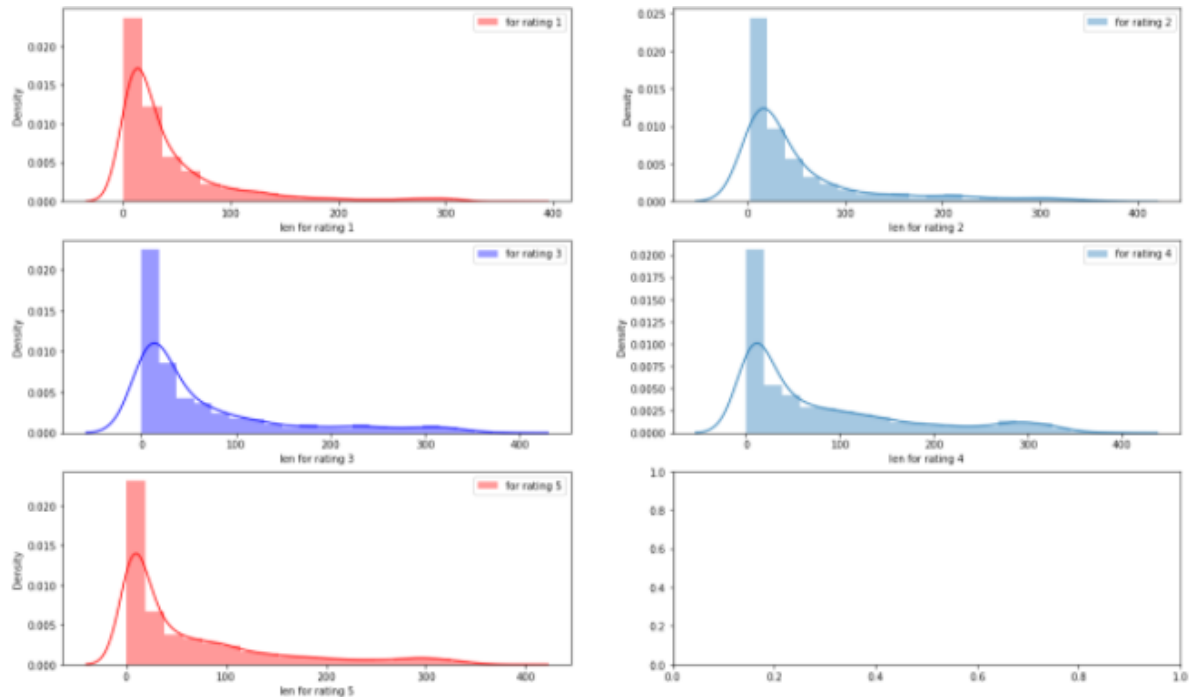 for rating 1
Density
0.020
0.015
0.010
0.005
0.000
0 100 200 300 400
len for rating 1
for rating 2
Density
0.025
0.020
0.015
0.010
0.005
0.000
0 100 200 300 400
len for rating 2
for rating 3
Density
0.020
0.015
0.010
0.005
0.000
0 100 200 300 400
len for rating 3
for rating 4
Density
0.0200
0.0175
0.0150
0.0125
0.0100
0.0075
0.0050
0.0025
0.0000
0 100 200 300 400
len for rating 4
for rating 5
Density
0.020
0.015
0.010
0.005
0.000
0 100 200 300 400
len for rating 5
1.0
0.8
0.6
0.4
0.2
0.0
0.0 0.2 0.4 0.6 0.8 1.0